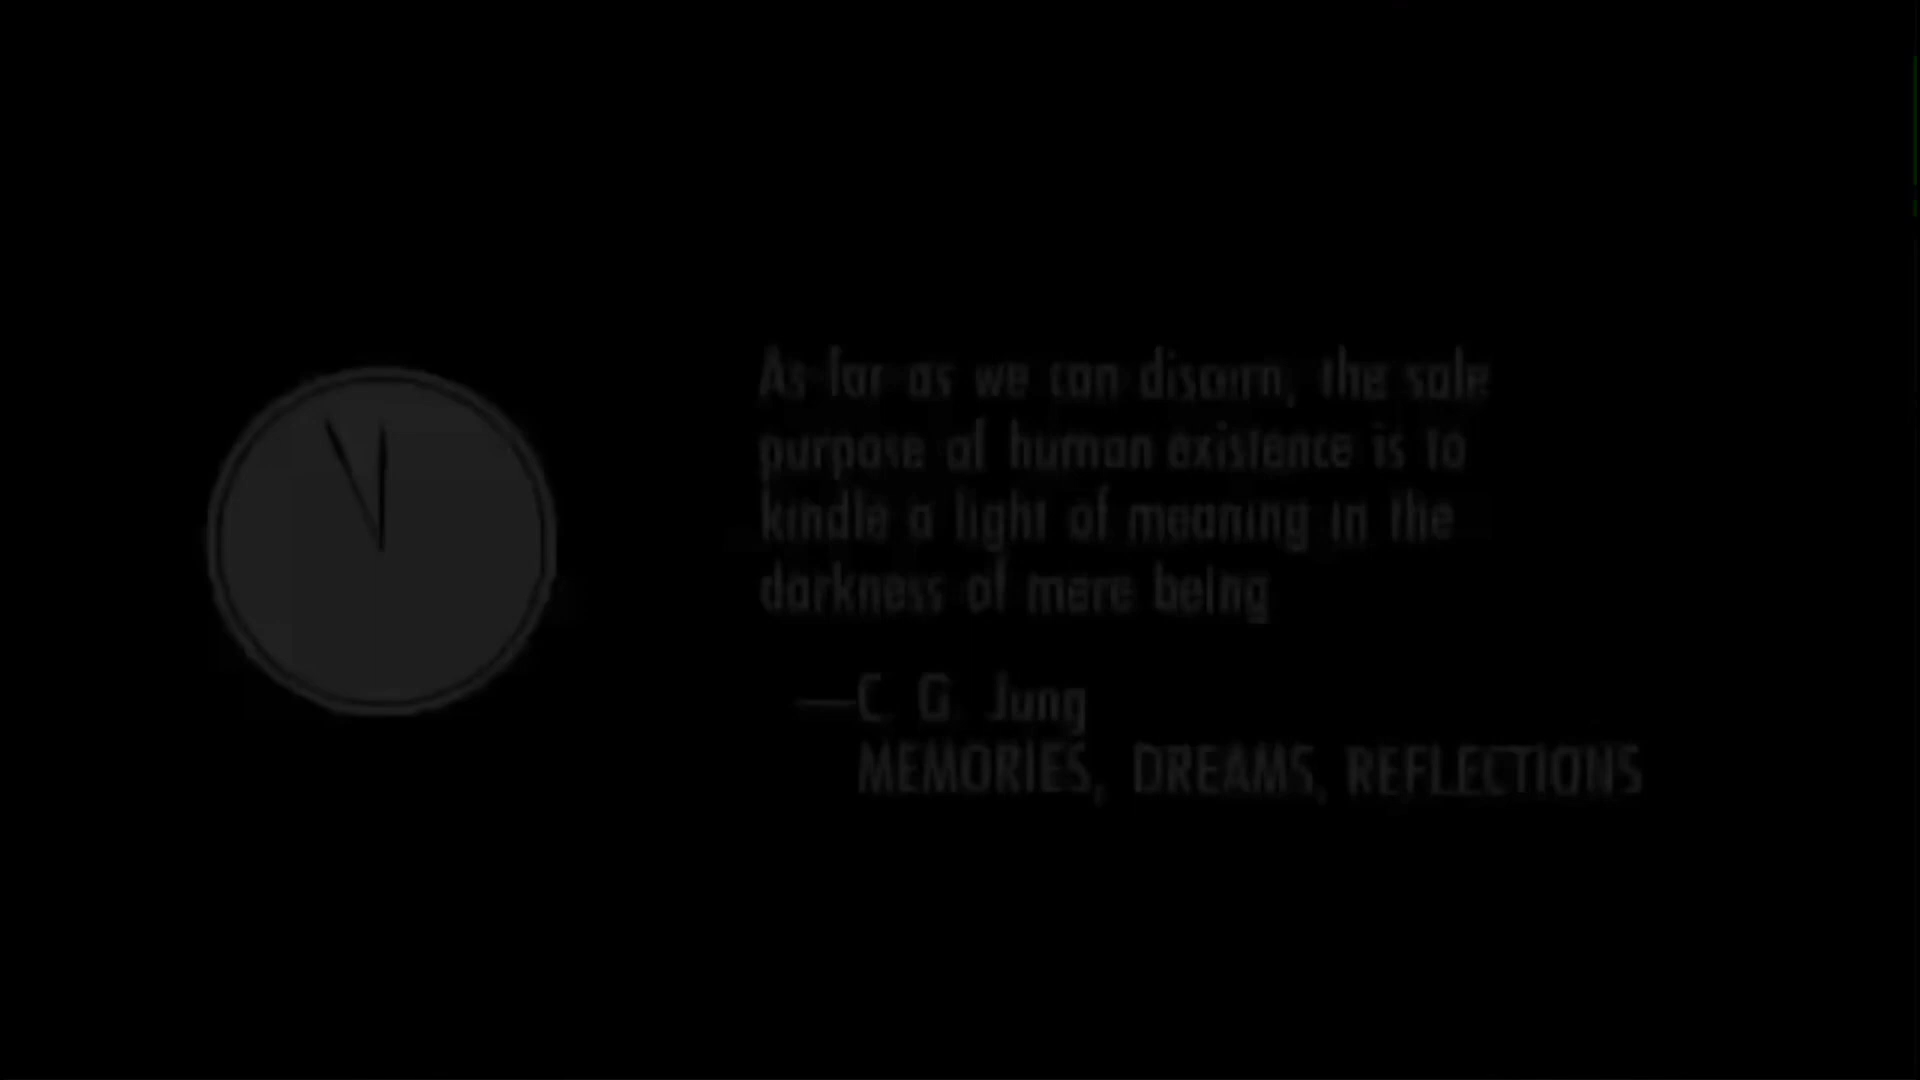 As far as we can discern, the sole
purpose of human existence is to
kindle a light of meaning in the
darkness of mere being
—C. G. Jung
MEMORIES, DREAMS, REFLECTIONS